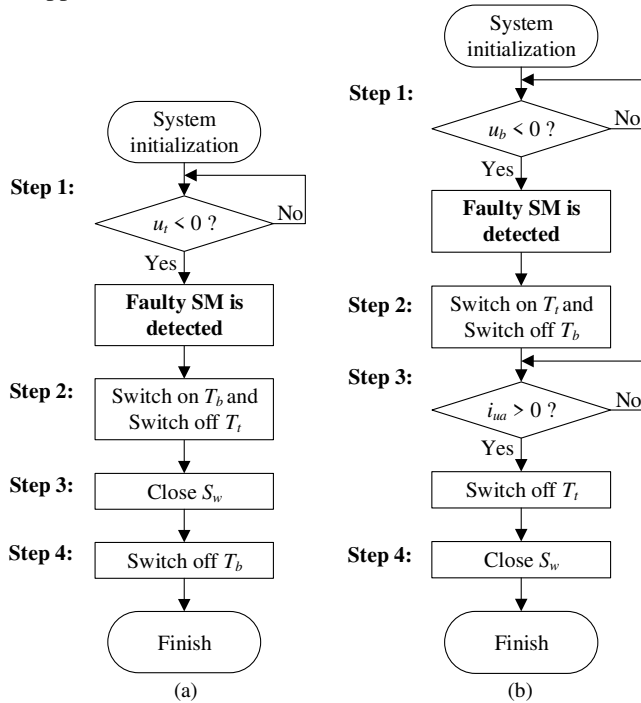 System
initialization
Step 1:
u_t < 0 ?
No
Yes
Faulty SM is
detected
Step 2:
Switch on T_b and
Switch off T_t
Step 3:
Close S_w
Step 4:
Switch off T_b
Finish
(a)
System
initialization
Step 1:
u_b < 0 ?
No
Yes
Faulty SM is
detected
Step 2:
Switch on T_t and
Switch off T_b
Step 3:
i_ua > 0 ?
No
Yes
Switch off T_t
Step 4:
Close S_w
Finish
(b)